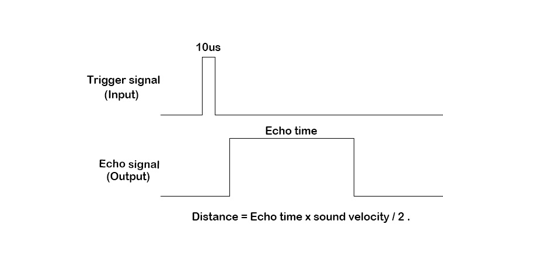 10us
Trigger signal
(Input)
Echo time
Echo signal
(Output)
Distance = Echo time x sound velocity / 2 .